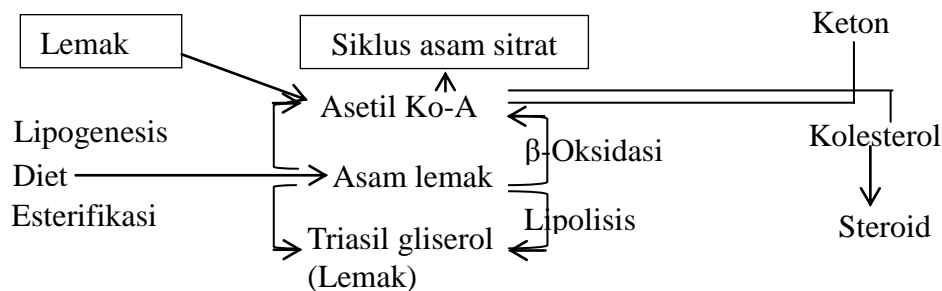 Keton
Lemak
Siklus asam sitrat
Asetil Ko-A
Lipogenesis
β-Oksidasi
Kolesterol
Diet
Asam lemak
Esterifikasi
Lipolisis
Steroid
Triasil gliserol
(Lemak)